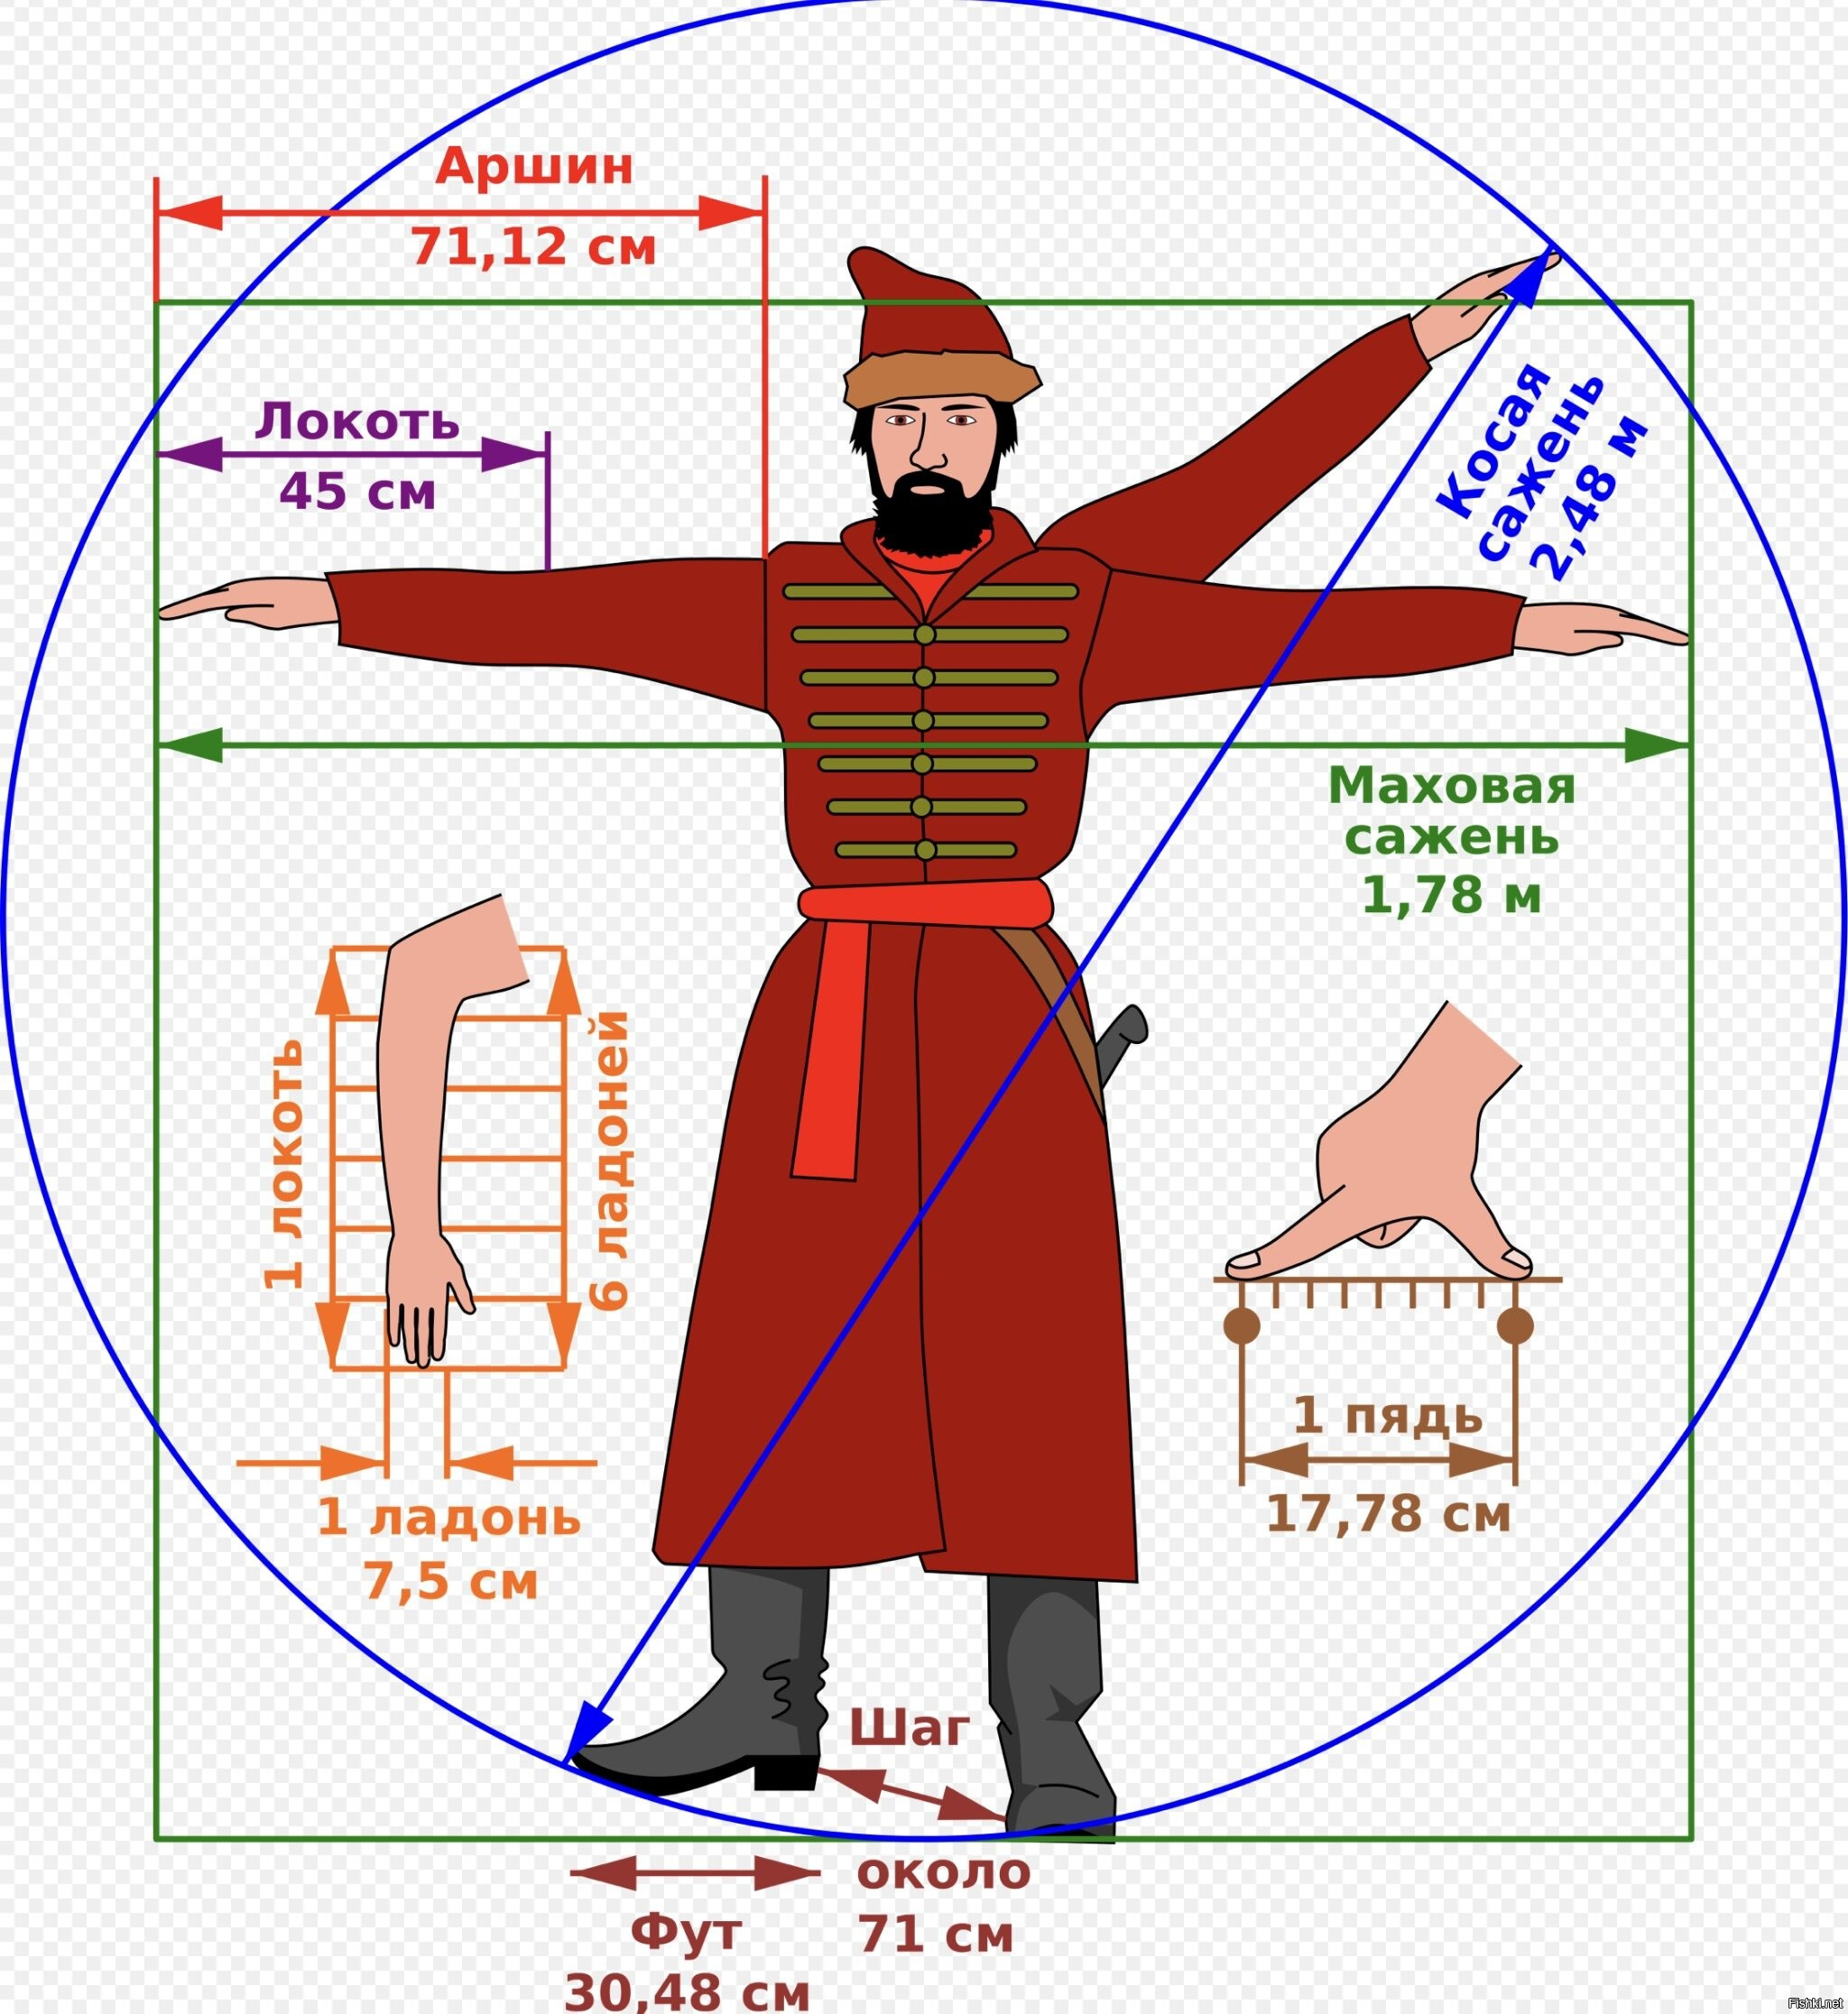 Аршин
71,12 см
Локоть
45 см
Косая
сажень
2,48 м
Маховая
сажень
1,78 м
1 локоть
6 ладоней
1 ладонь
7,5 см
1 пядь
17,78 см
Шаг
около
71 см
Фут
30,48 см
Fishki.net